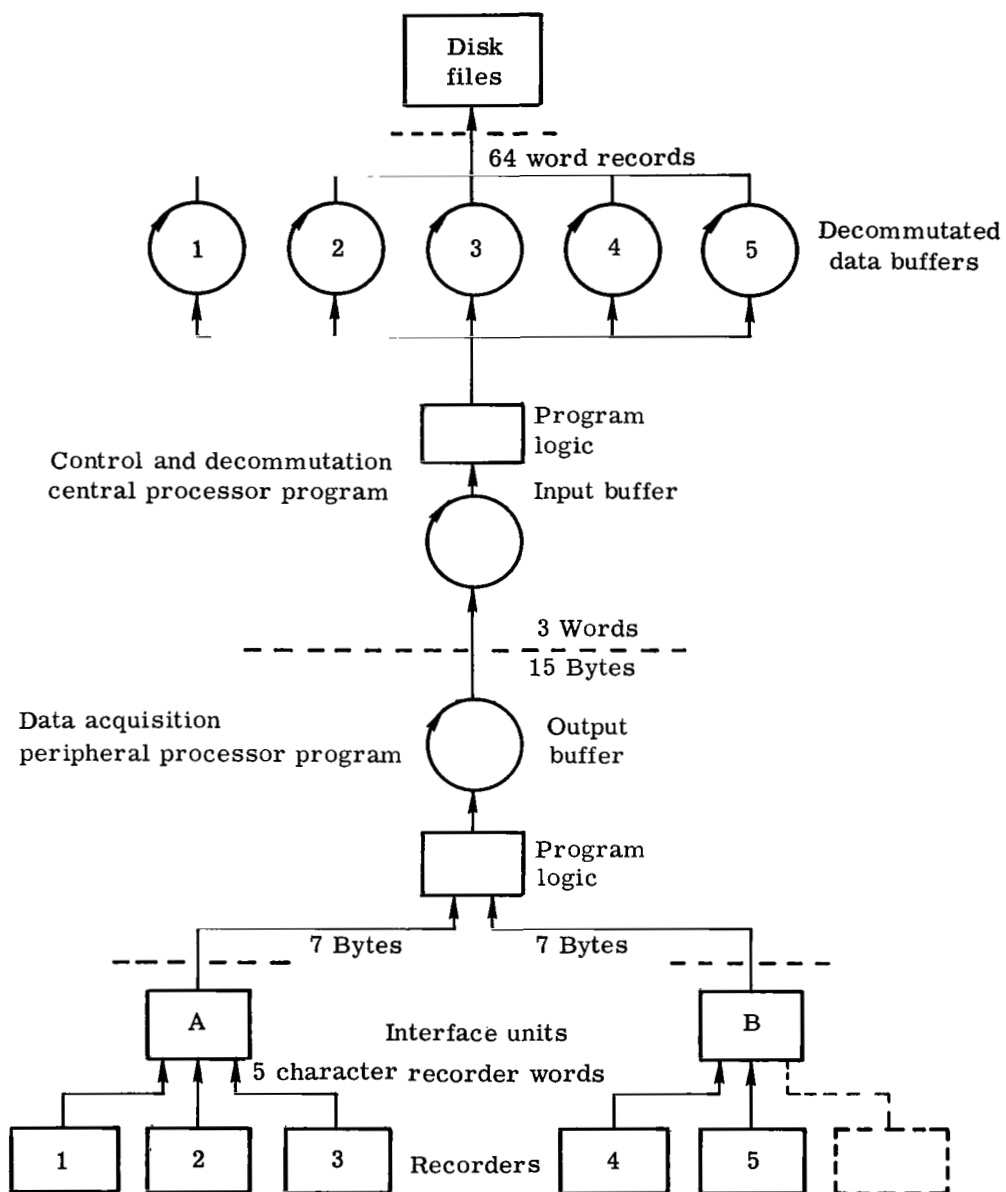 Disk
files
64 word records
1
2
3
4
5
Decommutated
data buffers
Program
logic
Control and decommutation
central processor program
Input buffer
3 Words
15 Bytes
Data acquisition
peripheral processor program
Output
buffer
Program
logic
7 Bytes
7 Bytes
A
B
Interface units
5 character recorder words
1
2
3
Recorders
4
5